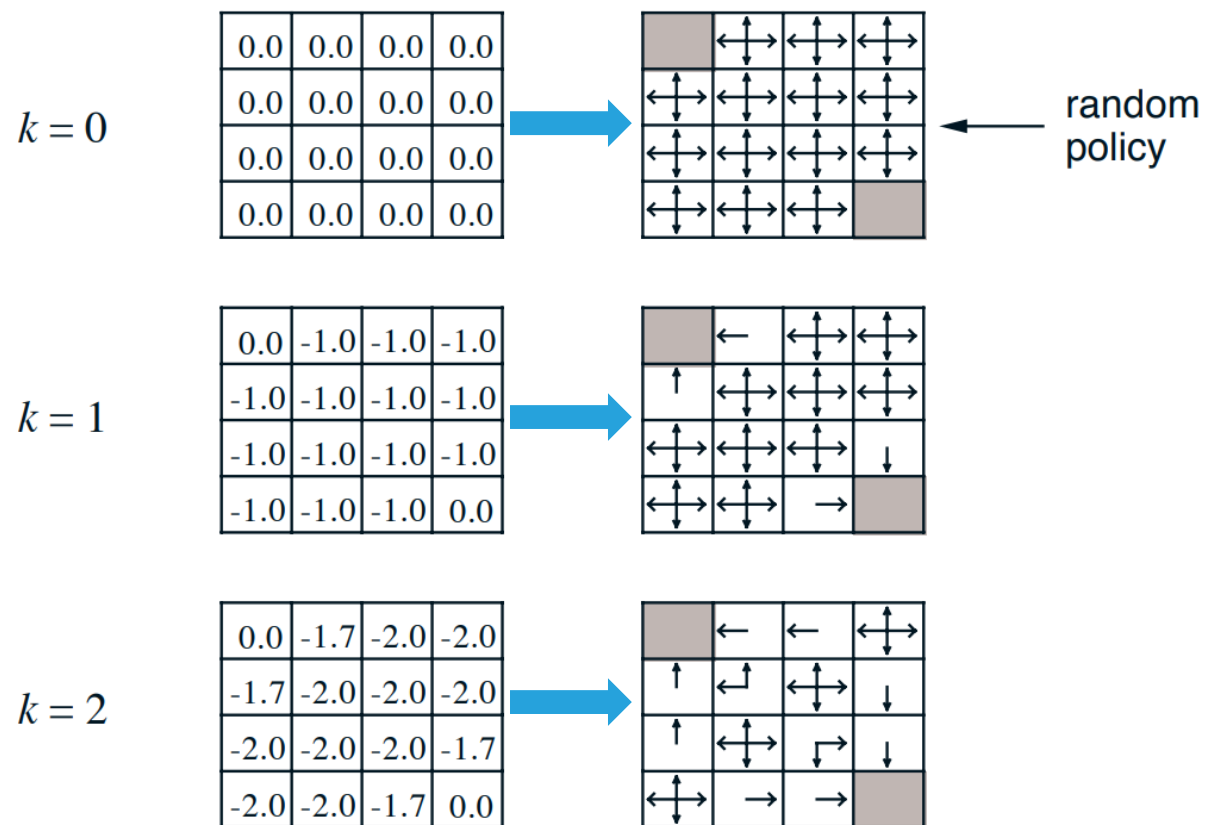 0.0 0.0 0.0 0.0
0.0 0.0 0.0 0.0
k = 0
0.0 0.0 0.0 0.0
0.0 0.0 0.0 0.0
random
policy
0.0 -1.0 -1.0 -1.0
-1.0 -1.0 -1.0 -1.0
k = 1
-1.0 -1.0 -1.0 -1.0
-1.0 -1.0 -1.0 0.0
0.0 -1.7 -2.0 -2.0
-1.7 -2.0 -2.0 -2.0
k = 2
-2.0 -2.0 -2.0 -1.7
-2.0 -2.0 -1.7 0.0